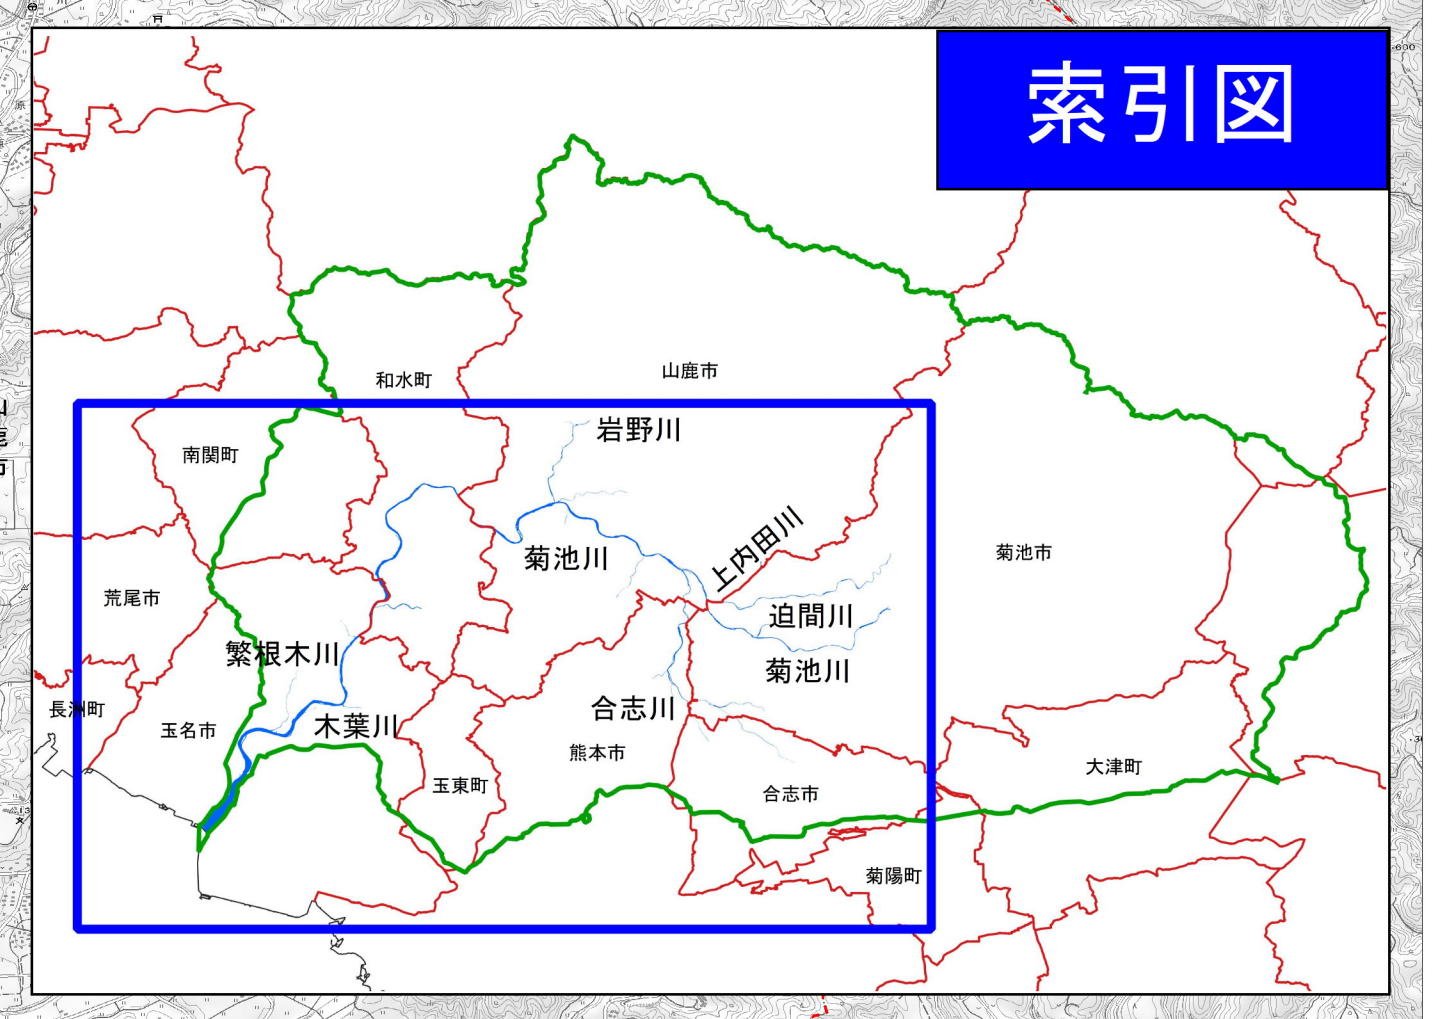 索引図
和水町
山鹿市
岩野川
南関町
上内田川
菊池川
菊池市
荒尾市
迫間川
繁根木川
菊池川
長洲町
合志川
玉名市
木葉川
熊本市
玉東町
大津町
合志市
菊陽町
600
原